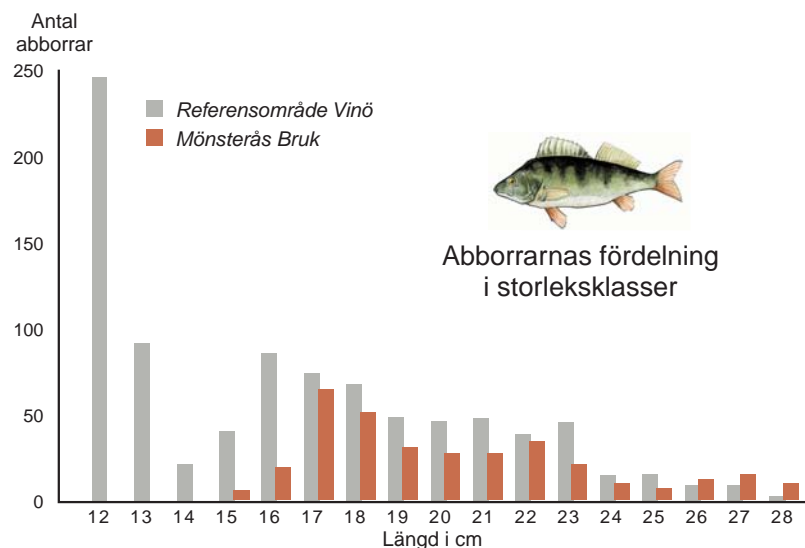 Antal
abborrar
250
200
150
100
50
0
Referensområde Vinö
Mönsterås Bruk
Abborrarnas fördelning
i storleksklasser
12 13 14 15 16 17 18 19 20 21 22 23 24 25 26 27 28
Längd i cm